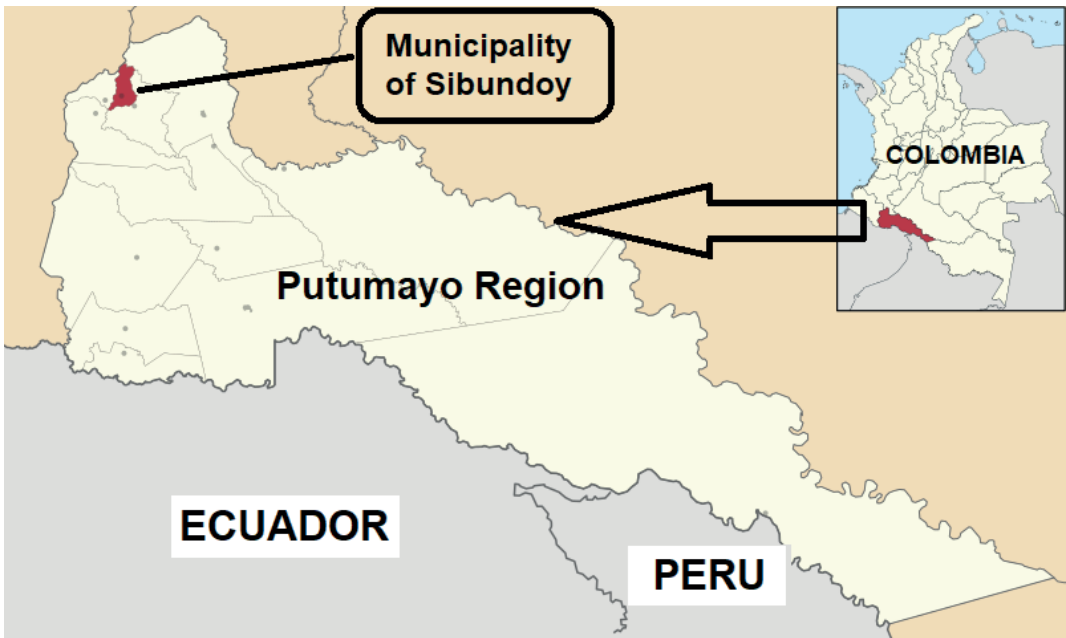 Municipality
of Sibundoy
COLOMBIA
Putumayo Region
ECUADOR
PERU